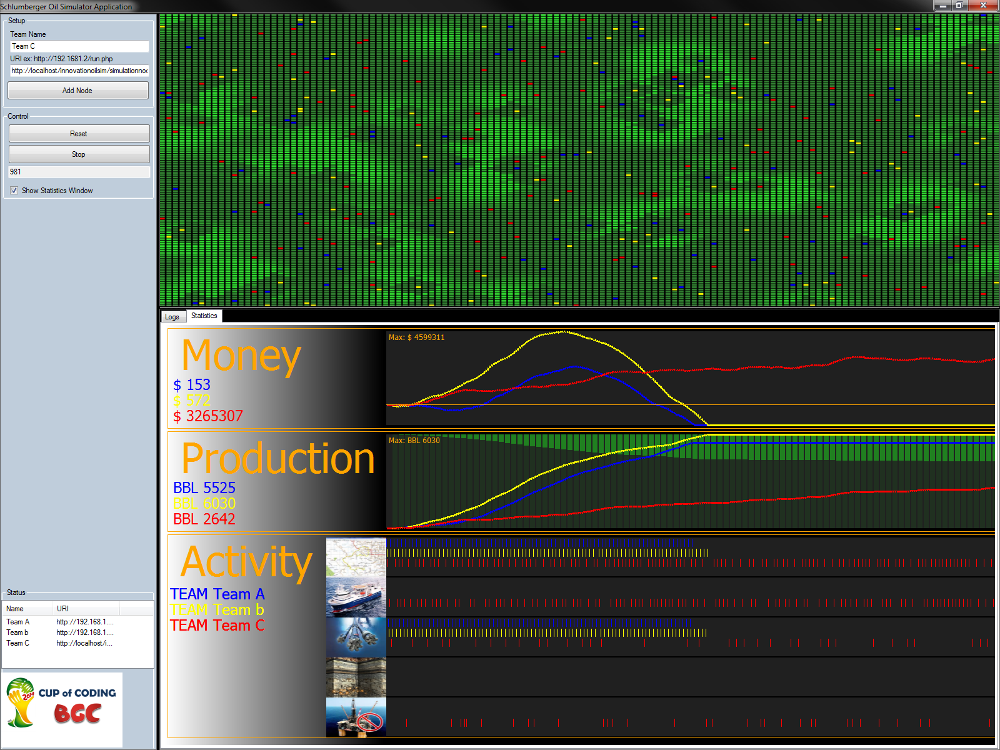 Schlumberger Oil Simulator Application
Setup
Team Name
Team C
URI ex: http://192.1681.2/run.php
http://localhost/innovationoilsim/simulationnoc
Add Node
Control
Reset
Stop
981
Show Statistics Window
Logs
Statistics
Money
$ 153
$ 572
$ 3265307
Max: $ 4599311
Production
BBL 5525
BBL 6030
BBL 2642
Max: BBL 6030
Activity
TEAM Team A
TEAM Team b
TEAM Team C
Status
Name URI
Team A http://192.168.1....
Team b http://192.168.1....
Team C http://localhost/i...
2014
CUP of CODING
BGC